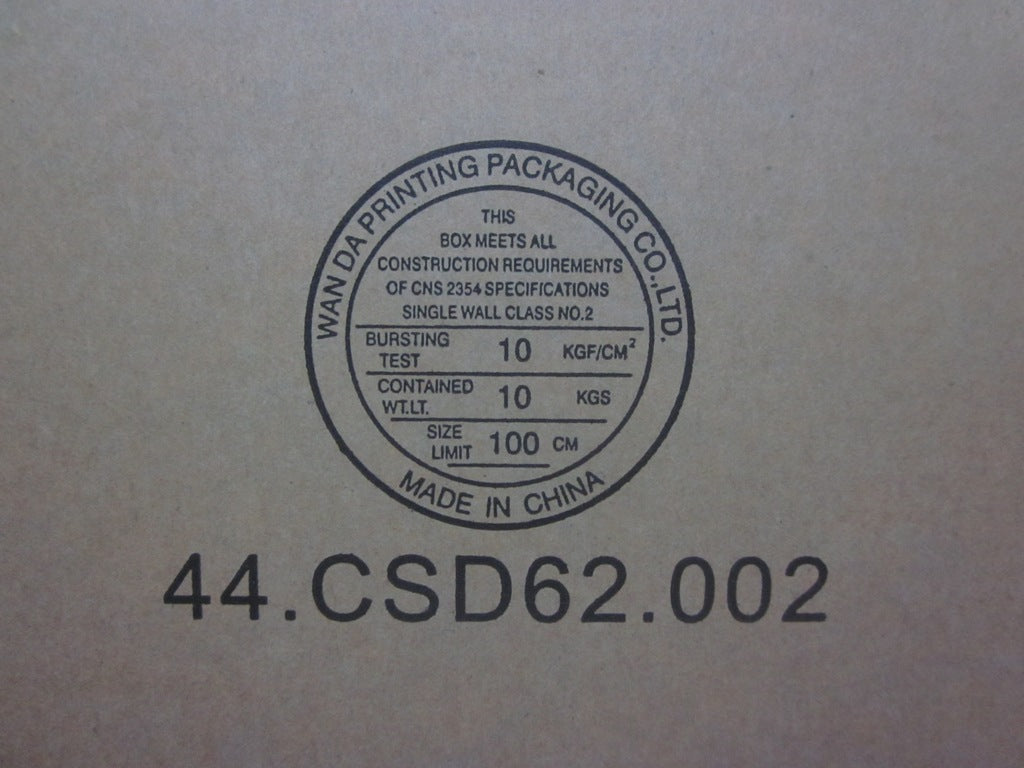 WAN DA PRINTING PACKAGING CO.,LTD.
THIS
BOX MEETS ALL
CONSTRUCTION REQUIREMENTS
OF CNS 2354 SPECIFICATIONS
SINGLE WALL CLASS NO.2
BURSTING TEST 10 KGF/CM²
CONTAINED WT.LT. 10 KGS
SIZE LIMIT 100 CM
MADE IN CHINA
44.CSD62.002